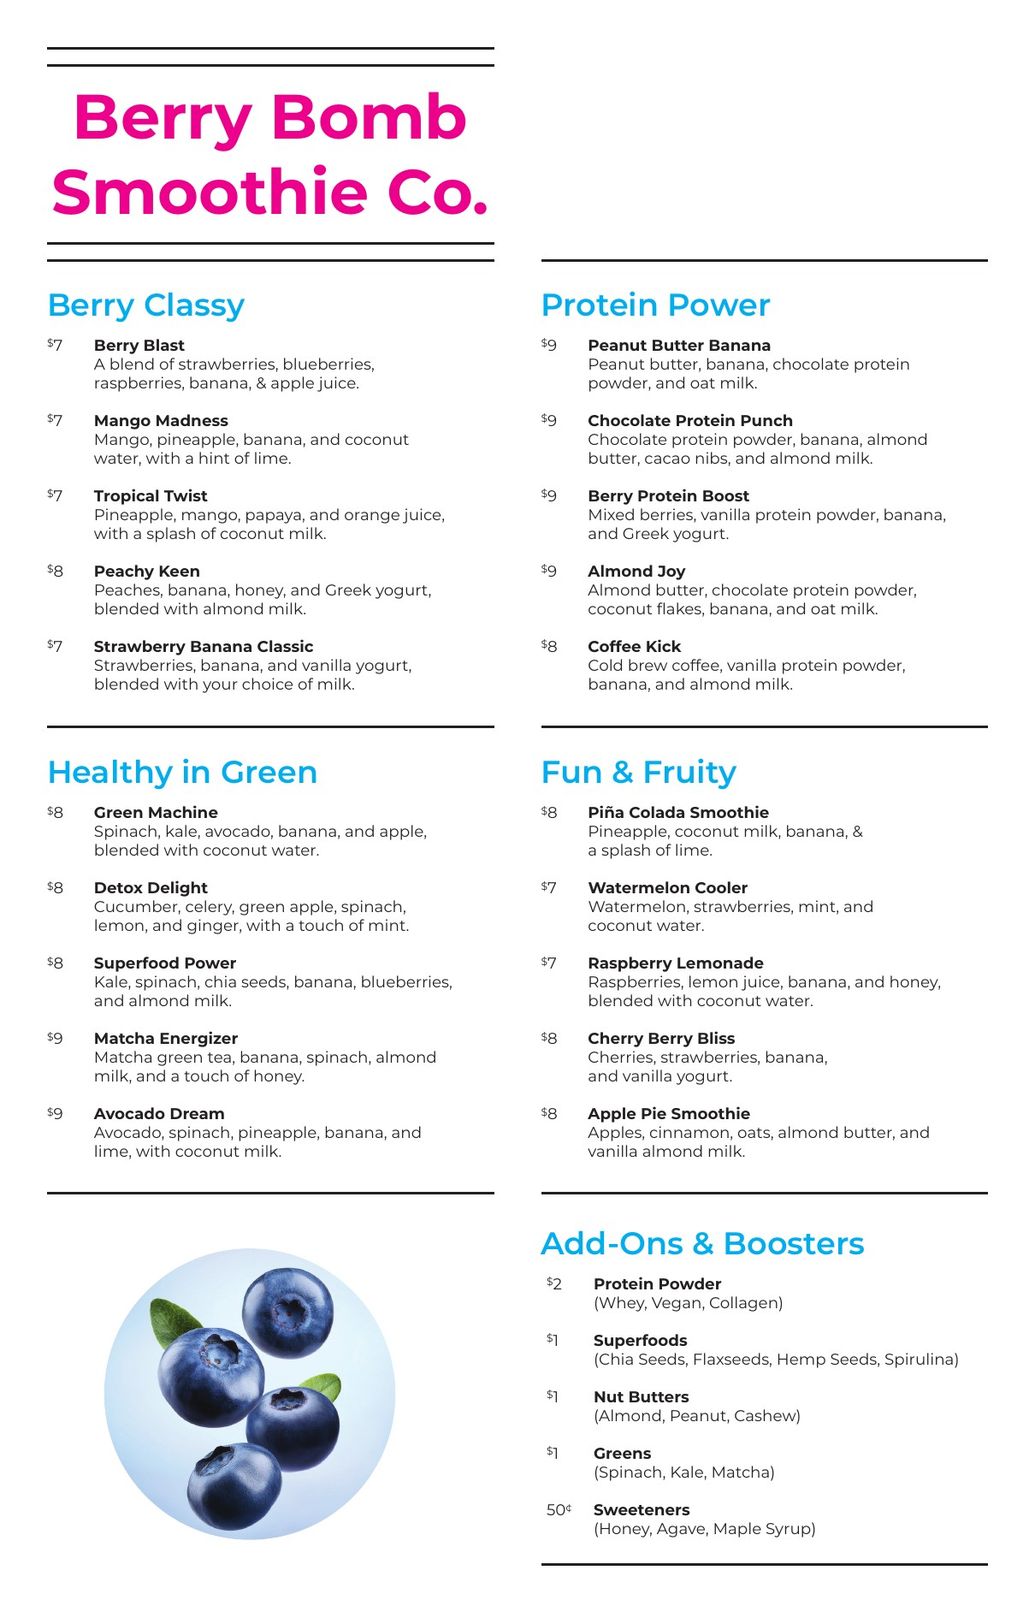 Berry Bomb
Smoothie Co.
Berry Classy
$7 Berry Blast
A blend of strawberries, blueberries,
raspberries, banana, & apple juice.
$7 Mango Madness
Mango, pineapple, banana, and coconut
water, with a hint of lime.
$7 Tropical Twist
Pineapple, mango, papaya, and orange juice,
with a splash of coconut milk.
$8 Peachy Keen
Peaches, banana, honey, and Greek yogurt,
blended with almond milk.
$7 Strawberry Banana Classic
Strawberries, banana, and vanilla yogurt,
blended with your choice of milk.
Healthy in Green
$8 Green Machine
Spinach, kale, avocado, banana, and apple,
blended with coconut water.
$8 Detox Delight
Cucumber, celery, green apple, spinach,
lemon, and ginger, with a touch of mint.
$8 Superfood Power
Kale, spinach, chia seeds, banana, blueberries,
and almond milk.
$9 Matcha Energizer
Matcha green tea, banana, spinach, almond
milk, and a touch of honey.
$9 Avocado Dream
Avocado, spinach, pineapple, banana, and
lime, with coconut milk.
Protein Power
$9 Peanut Butter Banana
Peanut butter, banana, chocolate protein
powder, and oat milk.
$9 Chocolate Protein Punch
Chocolate protein powder, banana, almond
butter, cacao nibs, and almond milk.
$9 Berry Protein Boost
Mixed berries, vanilla protein powder, banana,
and Greek yogurt.
$9 Almond Joy
Almond butter, chocolate protein powder,
coconut flakes, banana, and oat milk.
$8 Coffee Kick
Cold brew coffee, vanilla protein powder,
banana, and almond milk.
Fun & Fruity
$8 Piña Colada Smoothie
Pineapple, coconut milk, banana, &
a splash of lime.
$7 Watermelon Cooler
Watermelon, strawberries, mint, and
coconut water.
$7 Raspberry Lemonade
Raspberries, lemon juice, banana, and honey,
blended with coconut water.
$8 Cherry Berry Bliss
Cherries, strawberries, banana,
and vanilla yogurt.
$8 Apple Pie Smoothie
Apples, cinnamon, oats, almond butter, and
vanilla almond milk.
Add-Ons & Boosters
$2 Protein Powder
(Whey, Vegan, Collagen)
$1 Superfoods
(Chia Seeds, Flaxseeds, Hemp Seeds, Spirulina)
$1 Nut Butters
(Almond, Peanut, Cashew)
$1 Greens
(Spinach, Kale, Matcha)
50¢ Sweeteners
(Honey, Agave, Maple Syrup)